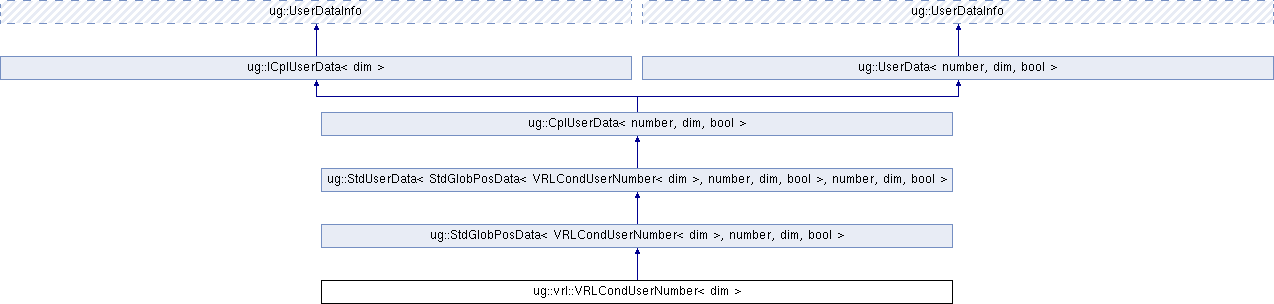 ug::UserDataInfo
ug::UserDataInfo
ug::ICplUserData< dim >
ug::UserData< number, dim, bool >
ug::CplUserData< number, dim, bool >
ug::StdUserData< StdGlobPosData< VRLCondUserNumber< dim >, number, dim, bool >, number, dim, bool >
ug::StdGlobPosData< VRLCondUserNumber< dim >, number, dim, bool >
ug::vrl::VRLCondUserNumber< dim >